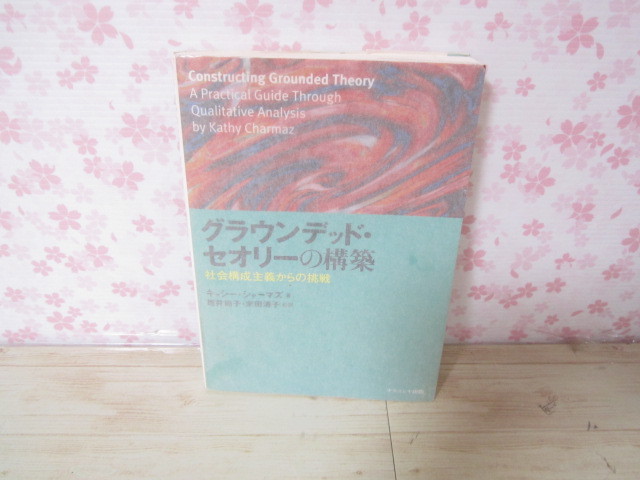 Constructing Grounded Theory
A Practical Guide Through
Qualitative Analysis
by Kathy Charmaz
グラウンデッド・
セオリーの構築
社会構成主義からの挑戦
キャシー・シャーマズ 著